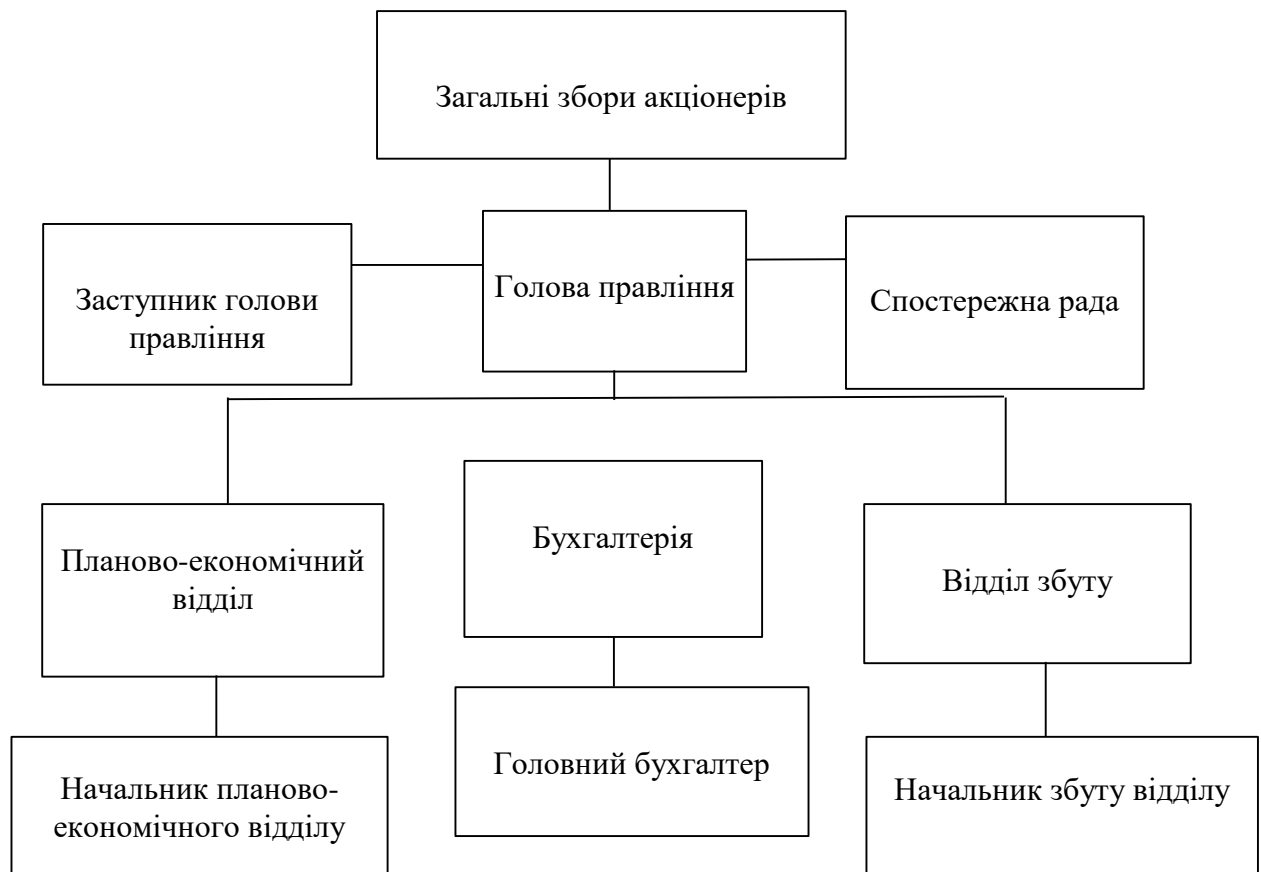 Загальні збори акціонерів
Заступник голови
правління
Голова правління
Спостережна рада
Планово-економічний
відділ
Бухгалтерія
Відділ збуту
Начальник планово-
економічного відділу
Головний бухгалтер
Начальник збуту відділу